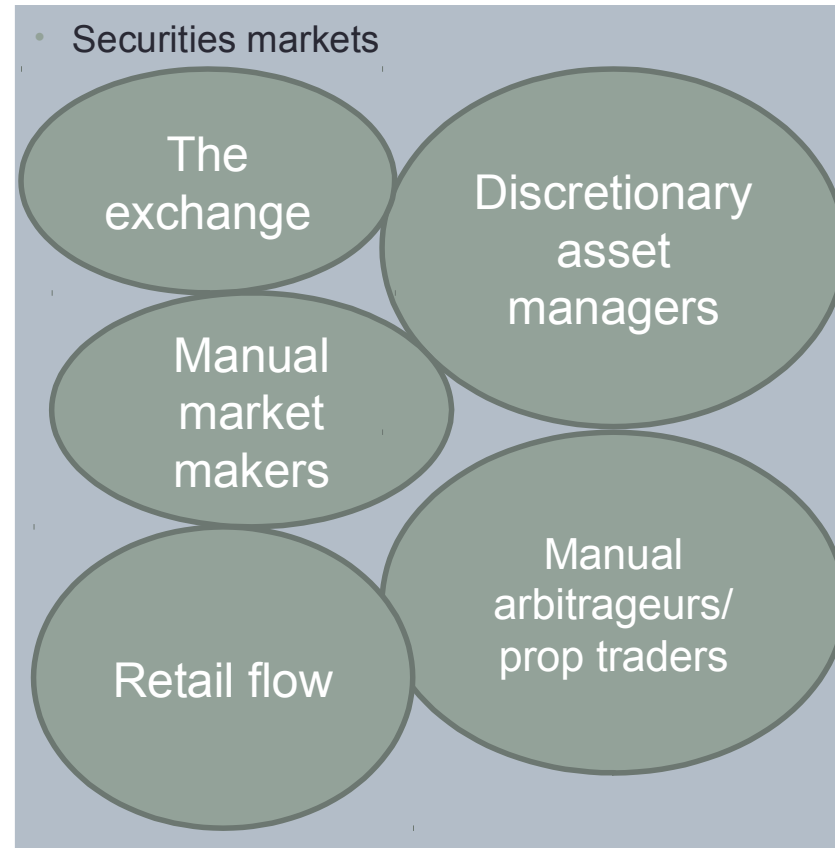 • Securities markets
The
exchange
Discretionary
asset
managers
Manual
market
makers
Manual
arbitrageurs/
prop traders
Retail flow